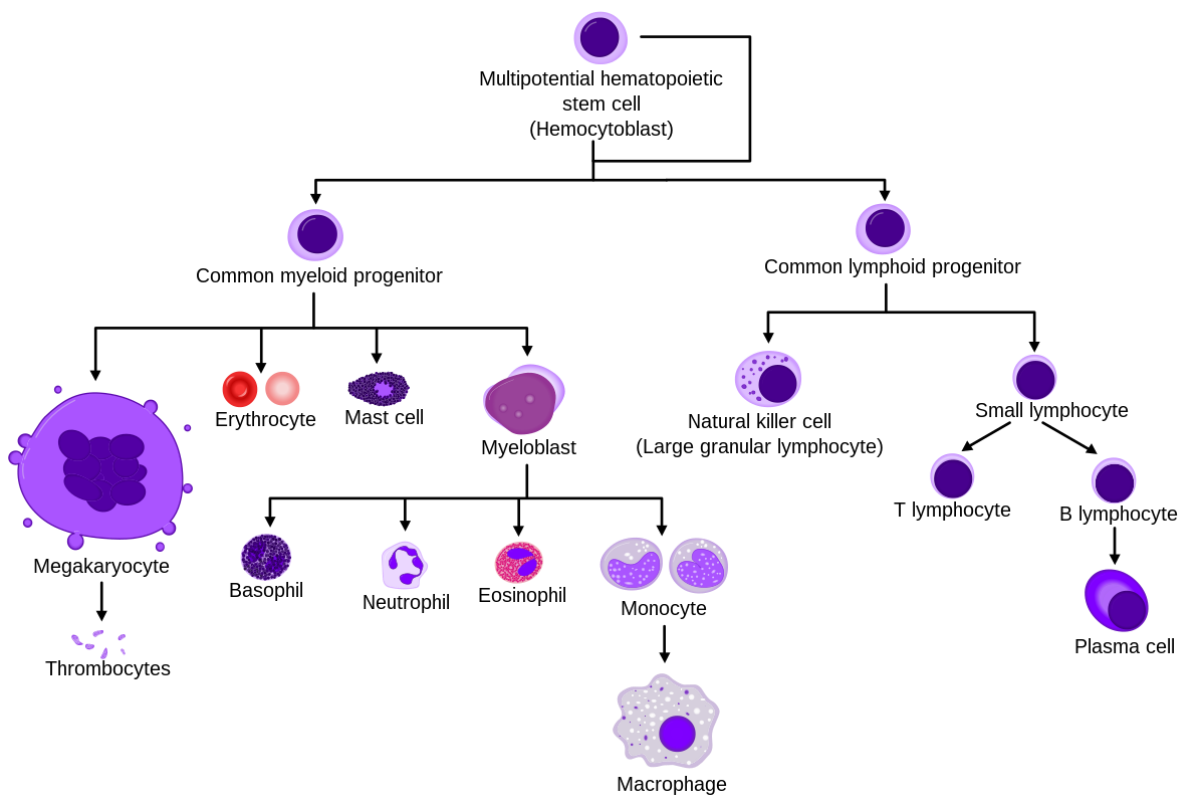 Multipotential hematopoietic
stem cell
(Hemocytoblast)
Common myeloid progenitor
Common lymphoid progenitor
Erythrocyte
Mast cell
Myeloblast
Natural killer cell
(Large granular lymphocyte)
Small lymphocyte
T lymphocyte
B lymphocyte
Megakaryocyte
Basophil
Neutrophil
Eosinophil
Monocyte
Plasma cell
Thrombocytes
Macrophage